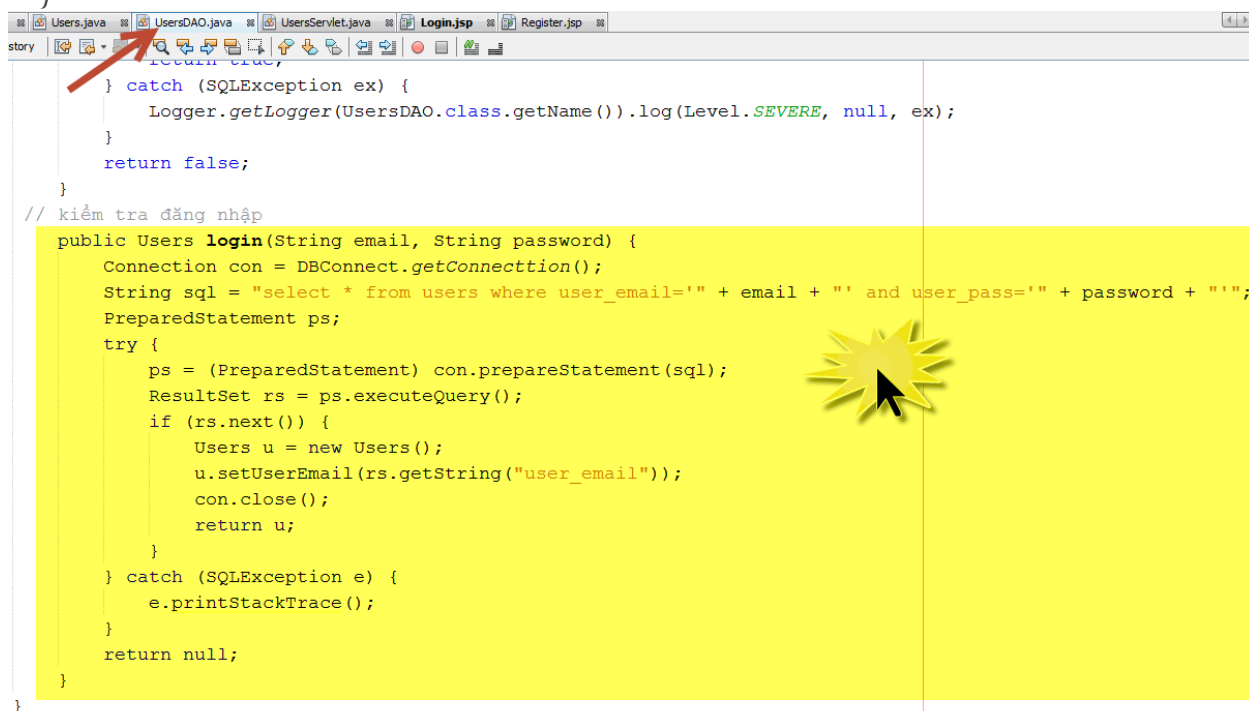 Users.java UsersDAO.java UsersServlet.java Login.jsp Register.jsp
story
return true;
} catch (SQLException ex) {
Logger.getLogger(UsersDAO.class.getName()).log(Level.SEVERE, null, ex);
}
return false;
}
// kiểm tra đăng nhập
public Users login(String email, String password) {
Connection con = DBConnect.getConnecttion();
String sql = "select * from users where user_email='" + email + "' and user_pass='" + password + "'";
PreparedStatement ps;
try {
ps = (PreparedStatement) con.prepareStatement(sql);
ResultSet rs = ps.executeQuery();
if (rs.next()) {
Users u = new Users();
u.setUserEmail(rs.getString("user_email"));
con.close();
return u;
}
} catch (SQLException e) {
e.printStackTrace();
}
return null;
}
}